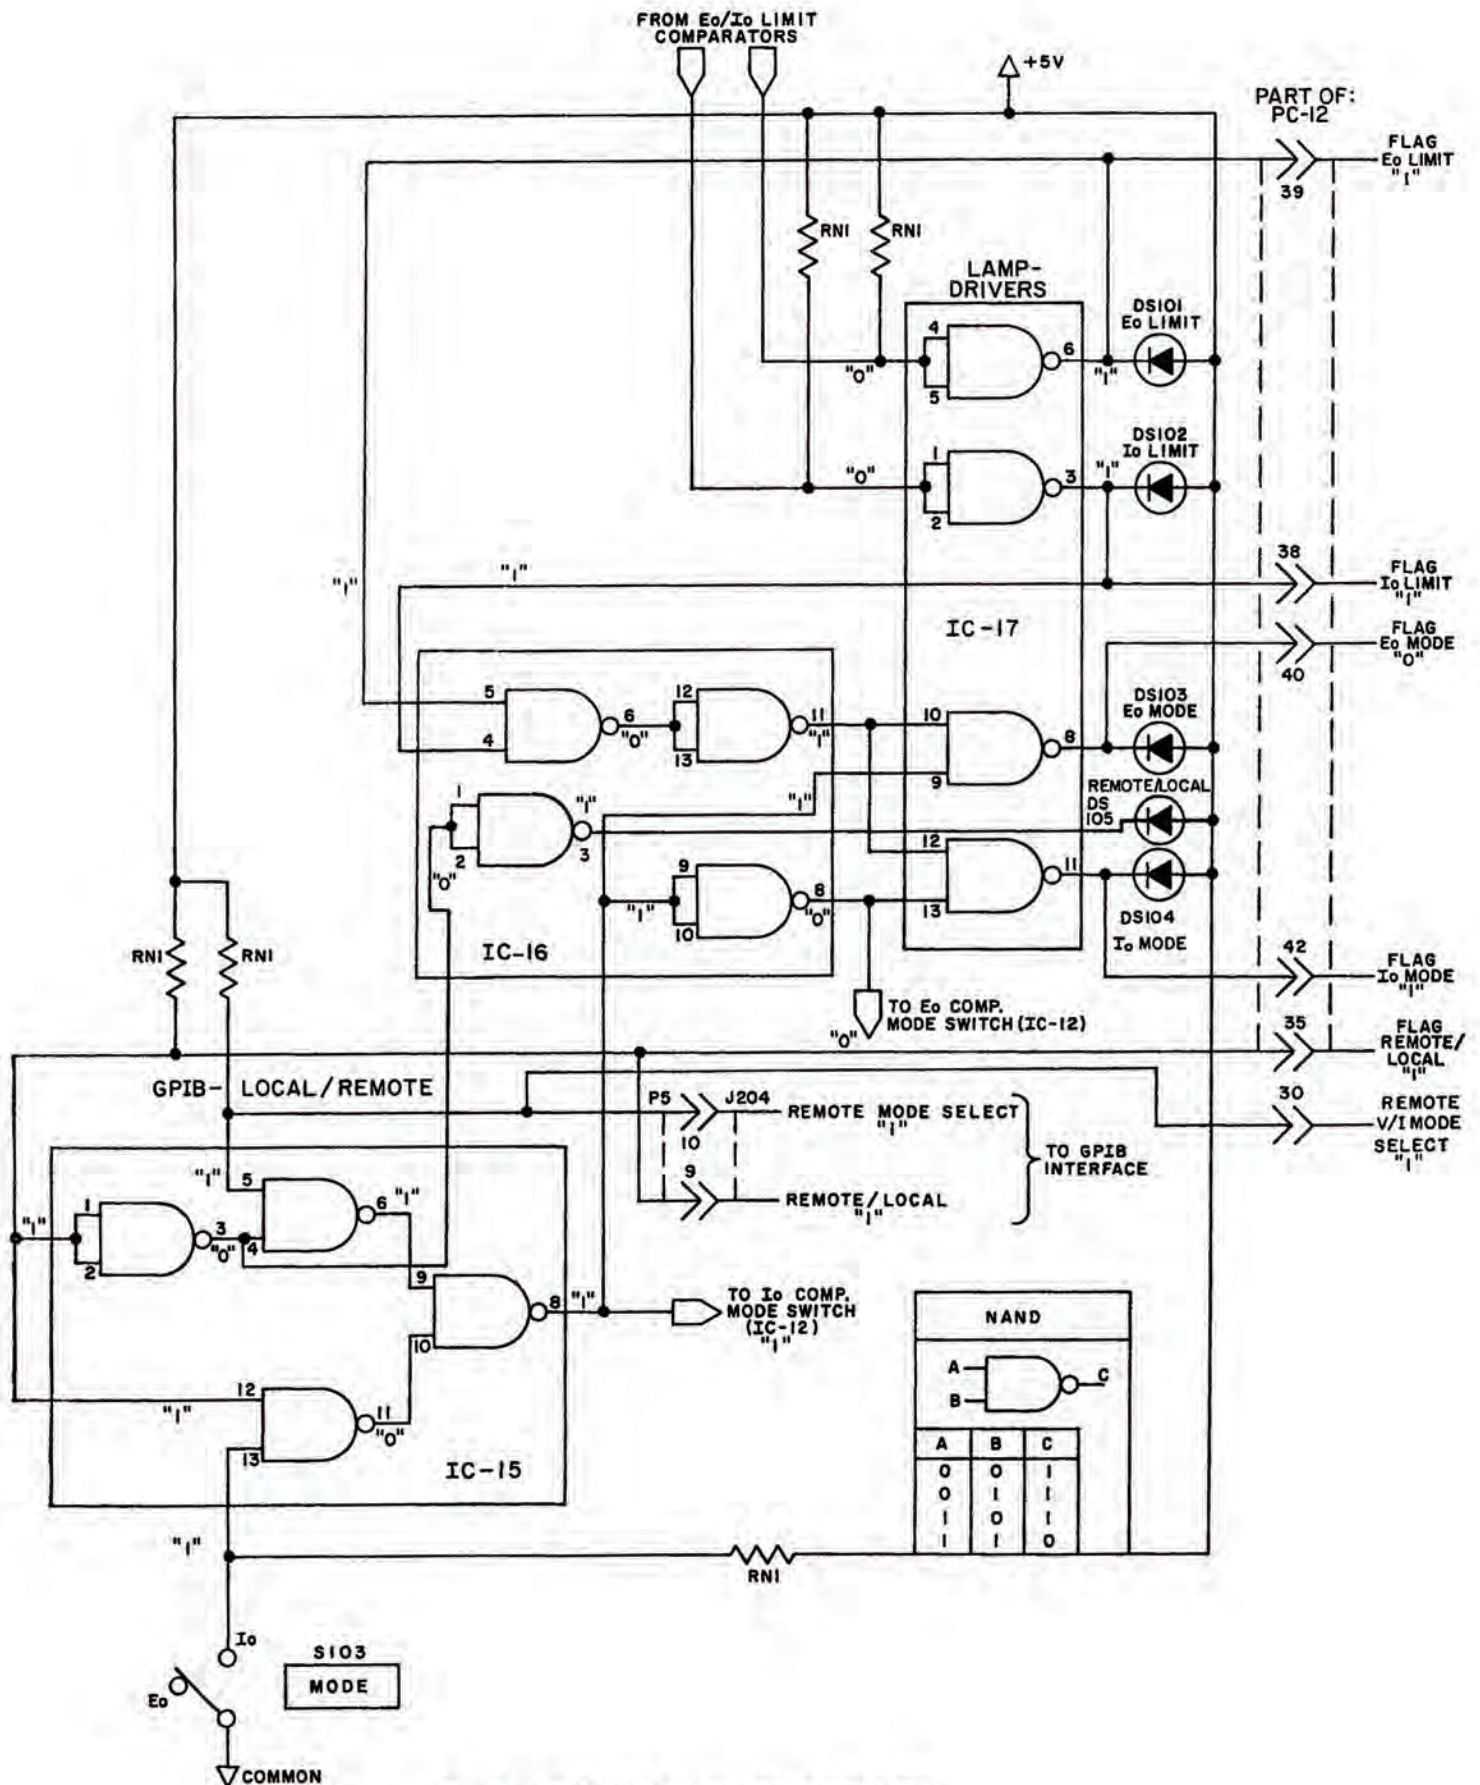 FROM Eo/Io LIMIT
COMPARATORS
+5V
PART OF:
PC-12
FLAG
Eo LIMIT
"1"
39
RN1
RN1
LAMP-
DRIVERS
DS101
Eo LIMIT
4
5
6
"0"
"1"
DS102
Io LIMIT
1
2
3
"0"
"1"
"1"
"1"
38
FLAG
Io LIMIT
"1"
IC-17
FLAG
Eo MODE
"0"
40
5
4
6
"0"
12
13
11
"1"
10
9
8
DS103
Eo MODE
"1"
REMOTE/LOCAL
DS
105
1
2
3
"1"
"0"
9
10
8
"1"
"0"
12
13
11
DS104
Io MODE
IC-16
RN1
RN1
42
FLAG
Io MODE
"1"
TO Eo COMP.
MODE SWITCH (IC-12)
"0"
35
FLAG
REMOTE/
LOCAL
"1"
GPIB- LOCAL/REMOTE
P5
J204
10
REMOTE MODE SELECT
"1"
30
REMOTE
V/I MODE
SELECT
"1"
TO GPIB
INTERFACE
9
REMOTE/LOCAL
"1"
"1"
5
4
6
"1"
"1"
1
2
3
"0"
9
10
8
"1"
TO Io COMP.
MODE SWITCH
(IC-12)
"1"
12
"1"
13
11
"0"
IC-15
NAND
A
B
C
A B C
0 0 1
0 1 1
1 0 1
1 1 0
"1"
RN1
Io
Eo
S103
MODE
COMMON